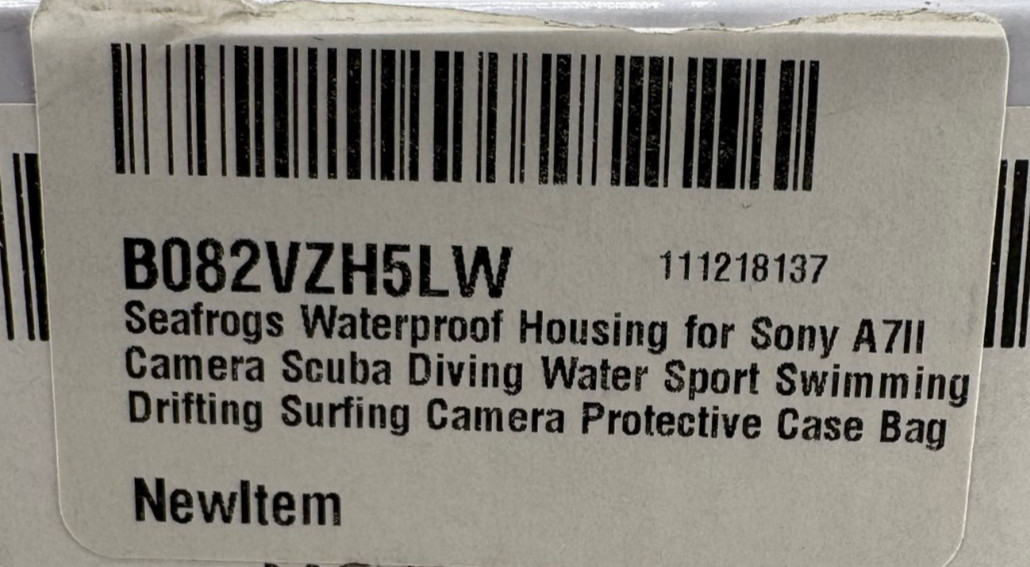 B082VZH5LW 111218137
Seafrogs Waterproof Housing for Sony A7II
Camera Scuba Diving Water Sport Swimming
Drifting Surfing Camera Protective Case Bag
NewItem